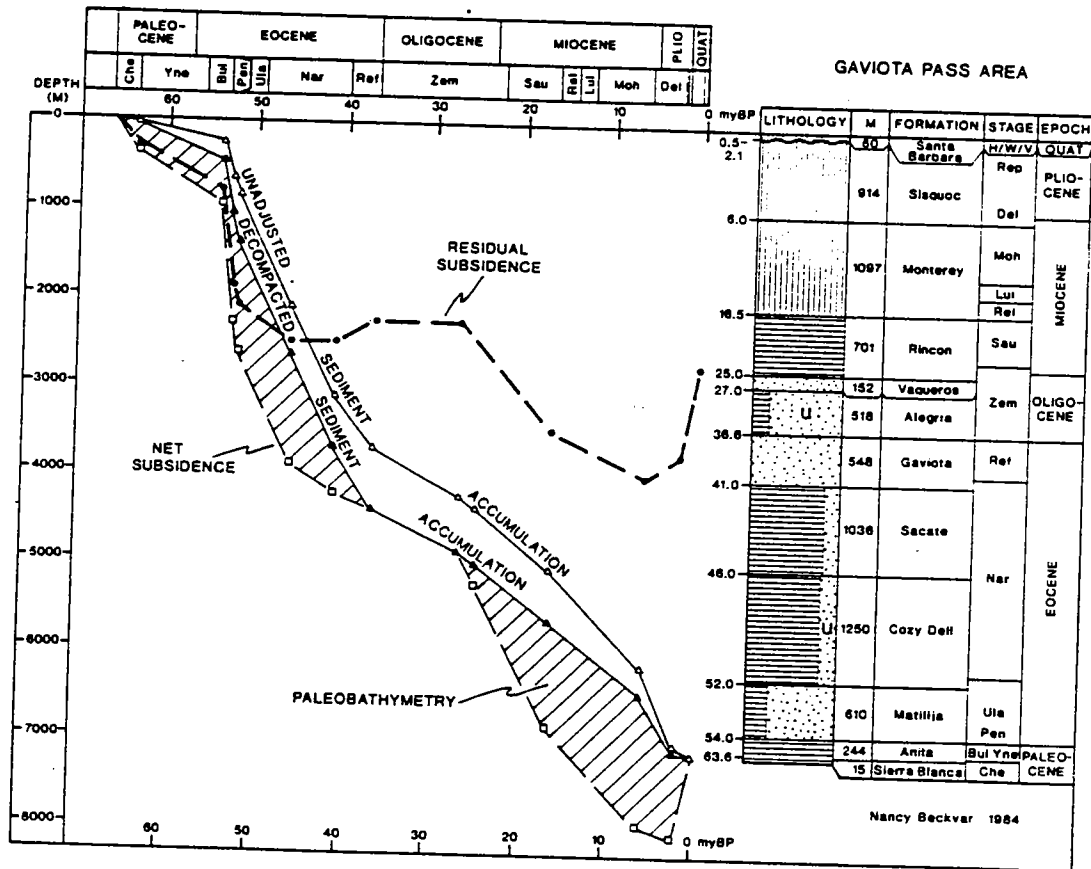 PALEO-
CENE
EOCENE
OLIGOCENE
MIOCENE
PLIO
QUAT
Che
Yne
Bul
Pen
Ula
Nar
Ref
Zem
Sau
Rel
Lui
Moh
Del
DEPTH
(M)
60
50
40
30
20
10
0 myBP
0
1000
2000
3000
4000
5000
6000
7000
8000
UNADJUSTED
SEDIMENT
ACCUMULATION
DECOMPACTED
SEDIMENT
ACCUMULATION
RESIDUAL
SUBSIDENCE
NET
SUBSIDENCE
PALEOBATHYMETRY
60
50
40
30
20
10
0 myBP
GAVIOTA PASS AREA
LITHOLOGY M FORMATION STAGE EPOCH
0.5
2.1
6.0
16.5
25.0
27.0
36.6
41.0
46.0
52.0
54.0
63.6
60 Santa Barbara H/W/V QUAT
914 Sisquoc Rep Del PLIO-
CENE
1097 Monterey Moh Lui Rel
701 Rincon Sau
MIOCENE
152 Vaqueros
U 518 Alegria Zem OLIGO-
CENE
548 Gaviota Ref
1036 Sacate
U 1250 Cozy Dell
Nar
EOCENE
610 Matilija Ula
Pen
244 Anita Bul Yne PALEO-
CENE
15 Sierra Blanca Che
Nancy Beckvar 1984